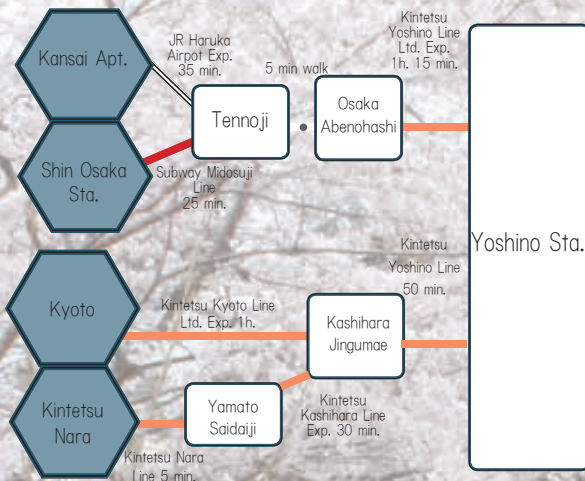 Kansai Apt.
JR Haruka
Airpot Exp.
35 min.
5 min walk
Kintetsu
Yoshino Line
Ltd. Exp.
1h. 15 min.
Tennoji
Osaka
Abenohashi
Shin Osaka
Sta.
Subway Midosuji
Line
25 min.
Yoshino Sta.
Kintetsu
Yoshino Line
50 min.
Kyoto
Kintetsu Kyoto Line
Ltd. Exp. 1h.
Kashihara
Jingumae
Kintetsu
Nara
Yamato
Saidaiji
Kintetsu
Kashihara Line
Exp. 30 min.
Kintetsu Nara
Line 5 min.